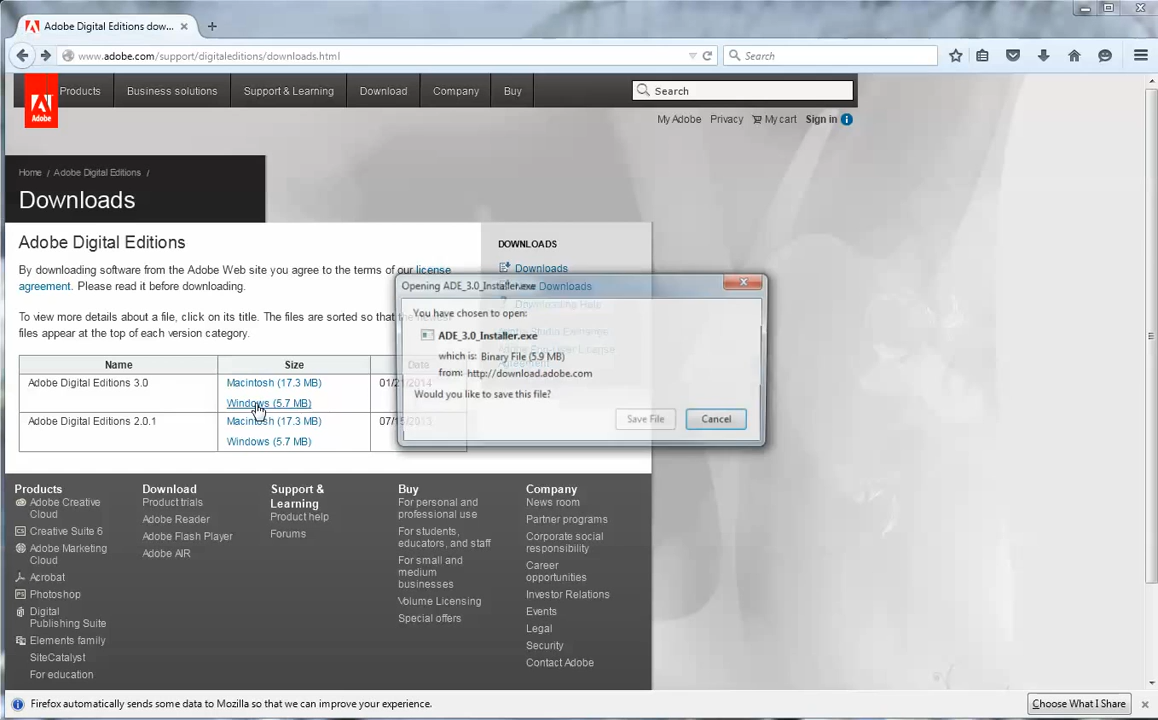 Adobe Digital Editions dow...
www.adobe.com/support/digitaleditions/downloads.html
Search
Adobe
Products
Business solutions
Support & Learning
Download
Company
Buy
Search
My Adobe
Privacy
My cart
Sign in
Home / Adobe Digital Editions /
Downloads
Adobe Digital Editions
By downloading software from the Adobe Web site you agree to the terms of our license
agreement. Please read it before downloading.
To view more details about a file, click on its title. The files are sorted so that the
files appear at the top of each version category.
DOWNLOADS
Downloads
Downloads
Opening ADE_3.0_Installer.exe
You have chosen to open:
ADE_3.0_Installer.exe
which is: Binary File (5.9 MB)
from: http://download.adobe.com
Would you like to save this file?
Save File
Cancel
Name
Size
Date
Adobe Digital Editions 3.0
Macintosh (17.3 MB)
Windows (5.7 MB)
Adobe Digital Editions 2.0.1
Macintosh (17.3 MB)
Windows (5.7 MB)
Products
Adobe Creative
Cloud
Creative Suite 6
Adobe Marketing
Cloud
Acrobat
Photoshop
Digital
Publishing Suite
Elements family
SiteCatalyst
For education
Download
Product trials
Adobe Reader
Adobe Flash Player
Adobe AIR
Support &
Learning
Product help
Forums
Buy
For personal and
professional use
For students,
educators, and staff
For small and
medium
businesses
Volume Licensing
Special offers
Company
News room
Partner programs
Corporate social
responsibility
Career
opportunities
Investor Relations
Events
Legal
Security
Contact Adobe
Firefox automatically sends some data to Mozilla so that we can improve your experience.
Choose What I Share